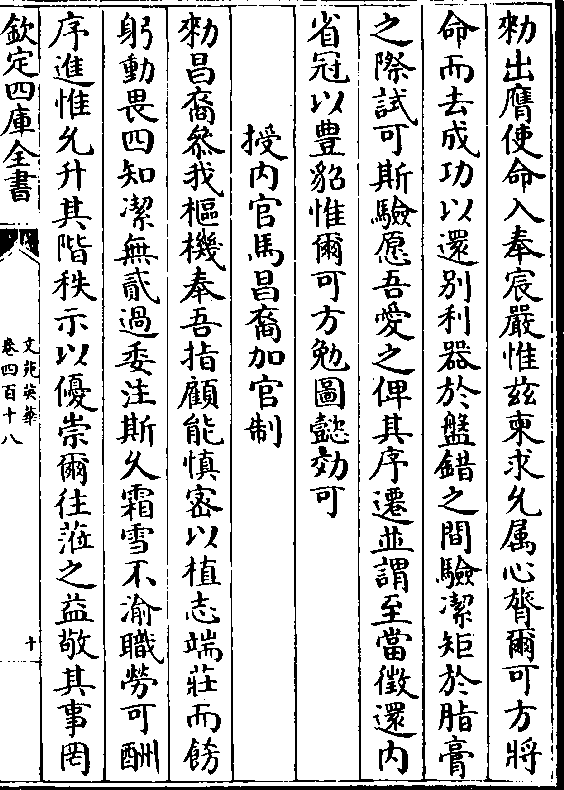 勑出膺使命入奉宸嚴惟兹柬求允属心膂爾可方將
命而去成功以還别利器於盤錯之間驗潔矩於脂膏
之際試可斯驗愿吾愛之俾其序遷並謂至當徵還内
省冠以豊貂惟爾可方勉圖懿効可
授内官馬昌裔加官制
勑昌裔叅我樞機奉吾指顧能慎密以植志端莊而飭
躬動畏四知潔無貳過委注斯久霜雪不渝職勞可酬
序進惟允升其階秩示以優崇爾往蒞之益敬其事罔
欽定四庫全書
文苑英華
卷四百十八
十